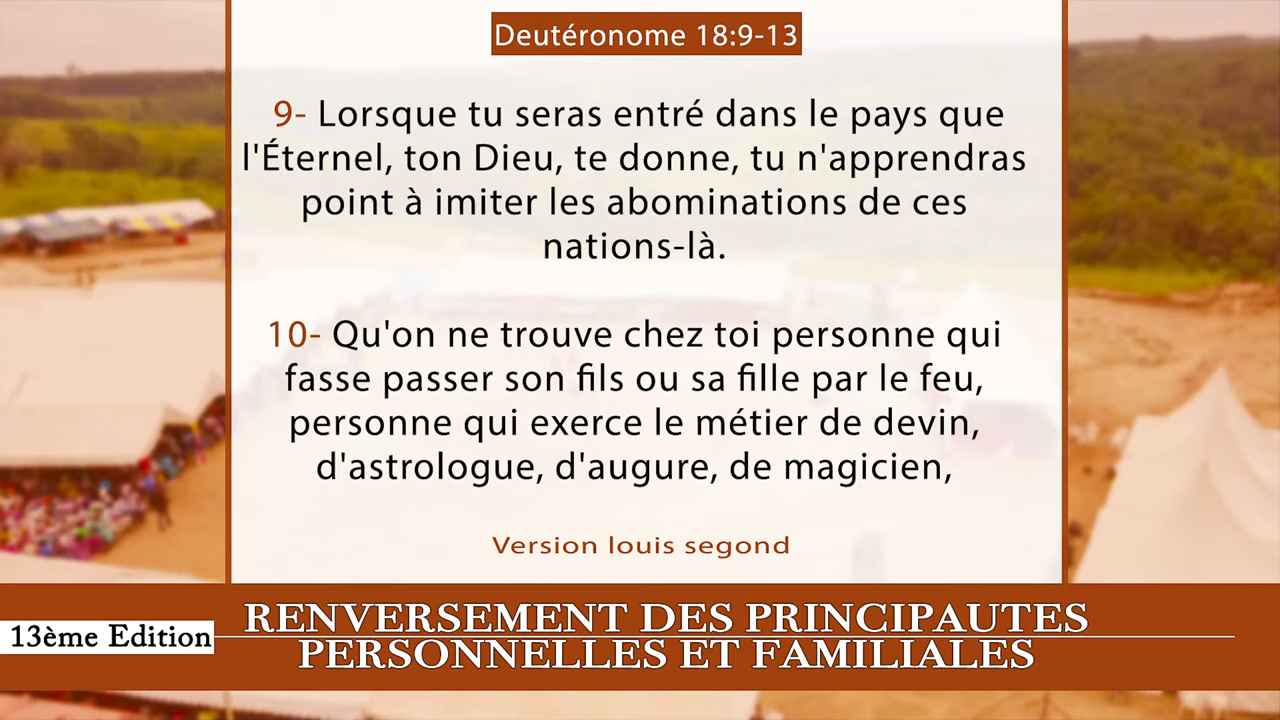 Deutéronome 18:9-13
9- Lorsque tu seras entré dans le pays que
l'Éternel, ton Dieu, te donne, tu n'apprendras
point à imiter les abominations de ces
nations-là.
10- Qu'on ne trouve chez toi personne qui
fasse passer son fils ou sa fille par le feu,
personne qui exerce le métier de devin,
d'astrologue, d'augure, de magicien,
Version louis segond
13ème Edition
RENVERSEMENT DES PRINCIPAUTES
PERSONNELLES ET FAMILIALES